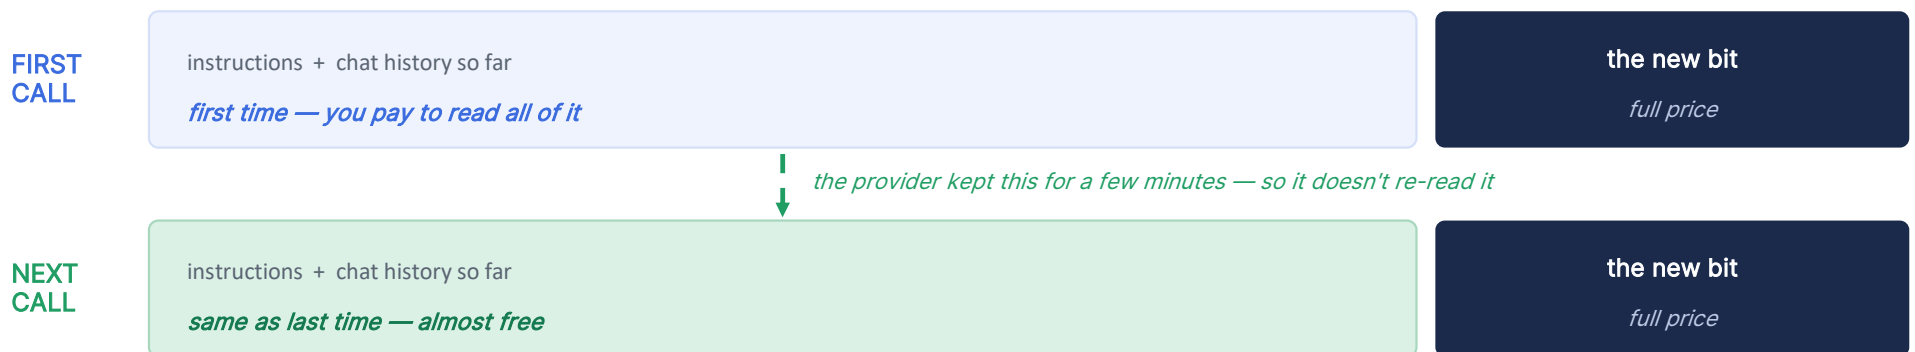 FIRST
CALL
instructions + chat history so far
first time — you pay to read all of it
the new bit
full price
the provider kept this for a few minutes — so it doesn't re-read it
NEXT
CALL
instructions + chat history so far
same as last time — almost free
the new bit
full price